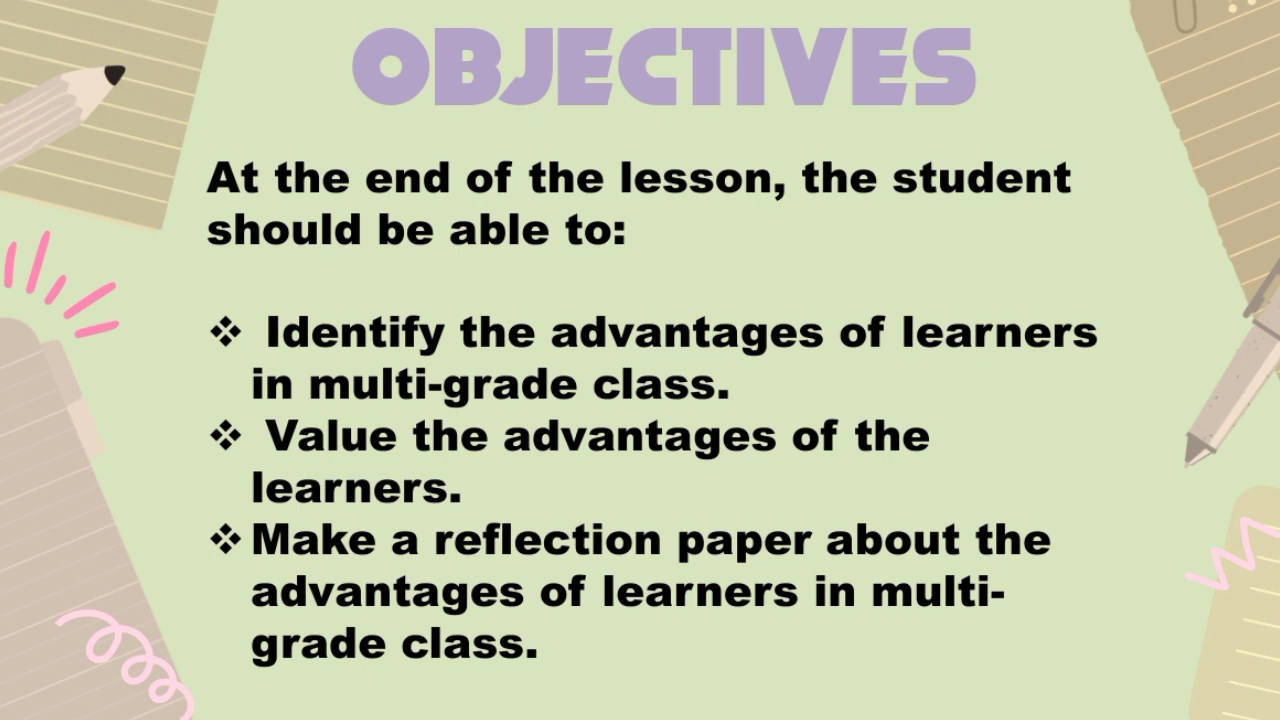 OBJECTIVES
At the end of the lesson, the student
should be able to:
❖ Identify the advantages of learners
in multi-grade class.
❖ Value the advantages of the
learners.
❖ Make a reflection paper about the
advantages of learners in multi-
grade class.